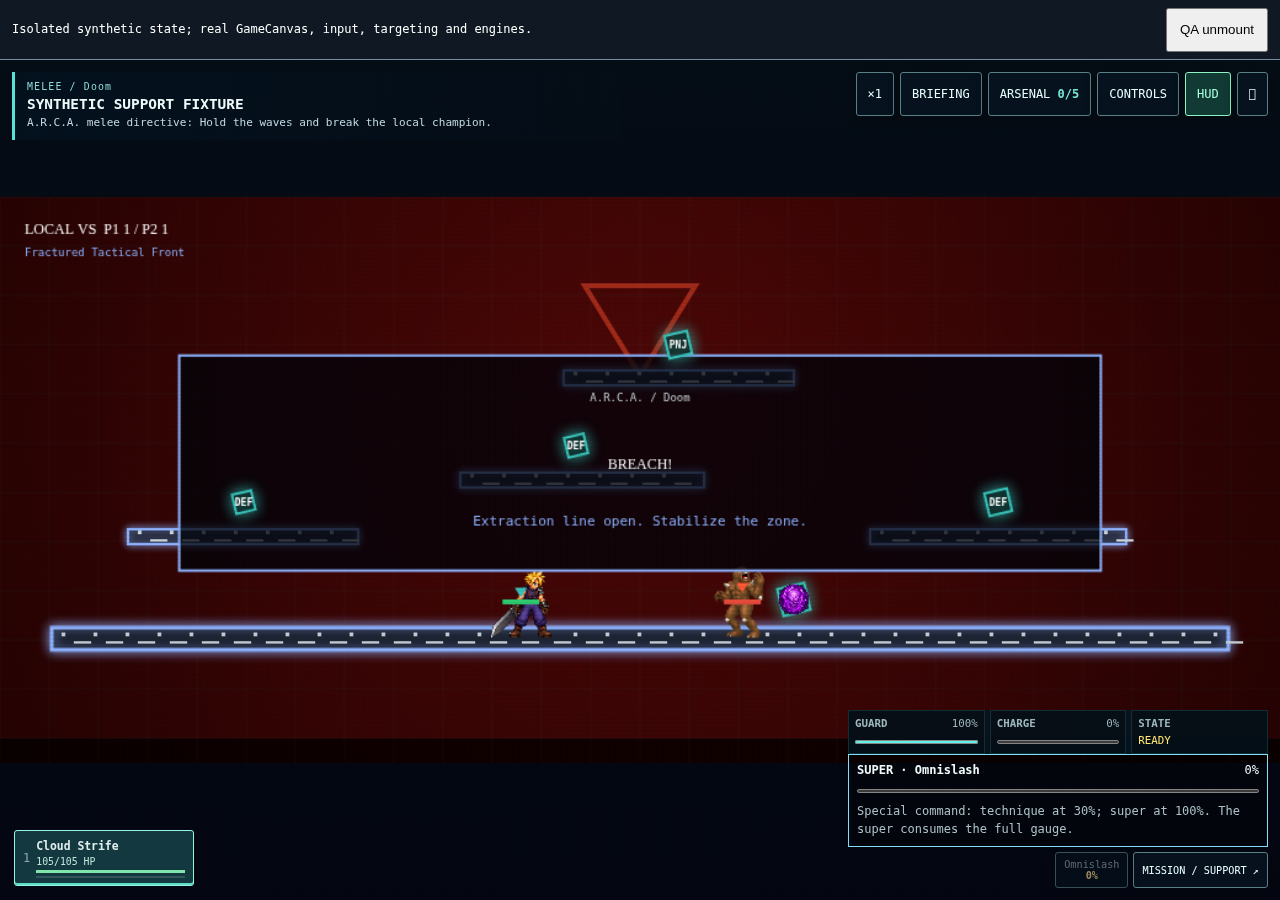 Isolated synthetic state; real GameCanvas, input, targeting and engines.
QA unmount
MELEE / Doom
SYNTHETIC SUPPORT FIXTURE
A.R.C.A. melee directive: Hold the waves and break the local champion.
×1
BRIEFING
ARSENAL 0/5
CONTROLS
HUD
LOCAL VS P1 1 / P2 1
Fractured Tactical Front
PNJ
A.R.C.A. / Doom
DEF
BREACH!
DEF
DEF
Extraction line open. Stabilize the zone.
GUARD 100%
CHARGE 0%
STATE
READY
SUPER · Omnislash 0%
Special command: technique at 30%; super at 100%. The
super consumes the full gauge.
1
Cloud Strife
105/105 HP
Omnislash
0%
MISSION / SUPPORT ↗